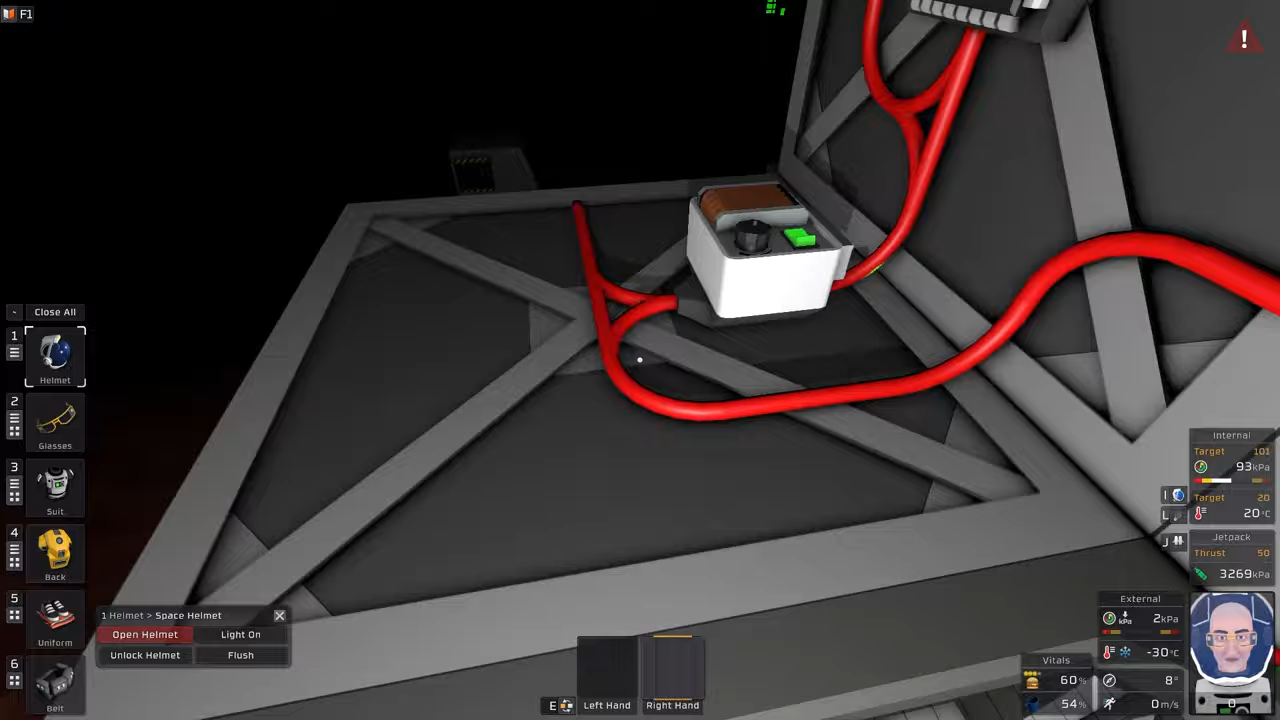 F1
!
- Close All
1
Helmet
2
Glasses
3
Suit
4
Back
5
Uniform
6
Belt
1 Helmet > Space Helmet
Open Helmet
Light On
Unlock Helmet
Flush
E
Left Hand
Right Hand
Internal
Target 101
93kPa
Target 20
20°C
I
L
J
Jetpack
Thrust 50
3269kPa
External
kPa
2kPa
-30°C
Vitals
60%
8°
54%
0m/s
0